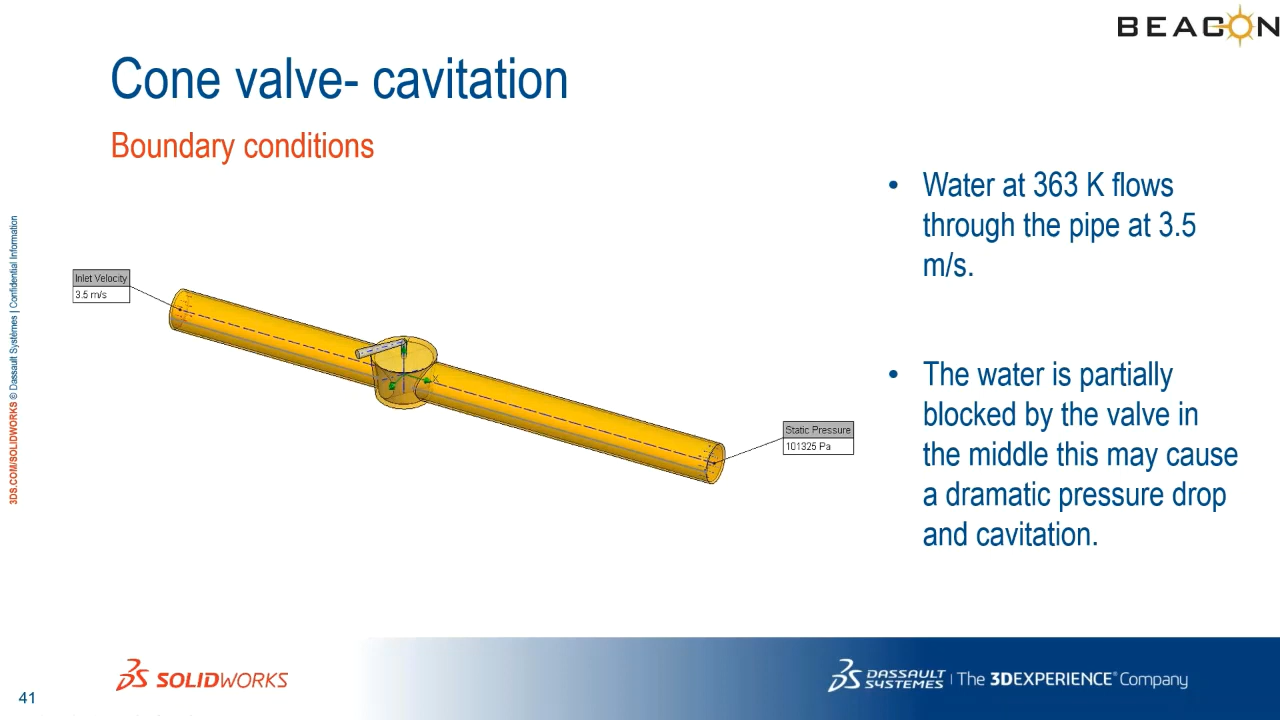 BEACON
Cone valve- cavitation
Boundary conditions
• Water at 363 K flows
through the pipe at 3.5
m/s.
Inlet Velocity
3.5 m/s
X
• The water is partially
blocked by the valve in
the middle this may cause
a dramatic pressure drop
and cavitation.
Static Pressure
101325 Pa
3DS.COM/SOLIDWORKS © Dassault Systèmes | Confidential Information
41
SOLIDWORKS
DASSAULT SYSTEMES | The 3DEXPERIENCE® Company